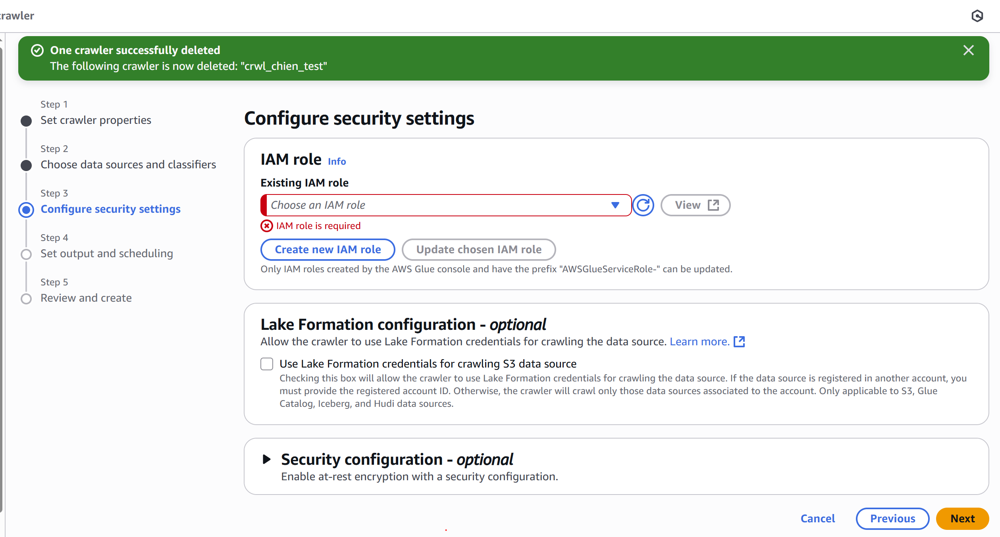 crawler
One crawler successfully deleted
The following crawler is now deleted: "crwl_chien_test"
Step 1
Set crawler properties
Step 2
Choose data sources and classifiers
Step 3
Configure security settings
Step 4
Set output and scheduling
Step 5
Review and create
Configure security settings
IAM role Info
Existing IAM role
Choose an IAM role
View
IAM role is required
Create new IAM role
Update chosen IAM role
Only IAM roles created by the AWS Glue console and have the prefix "AWSGlueServiceRole-" can be updated.
Lake Formation configuration - optional
Allow the crawler to use Lake Formation credentials for crawling the data source. Learn more.
Use Lake Formation credentials for crawling S3 data source
Checking this box will allow the crawler to use Lake Formation credentials for crawling the data source. If the data source is registered in another account, you
must provide the registered account ID. Otherwise, the crawler will crawl only those data sources associated to the account. Only applicable to S3, Glue
Catalog, Iceberg, and Hudi data sources.
Security configuration - optional
Enable at-rest encryption with a security configuration.
Cancel
Previous
Next